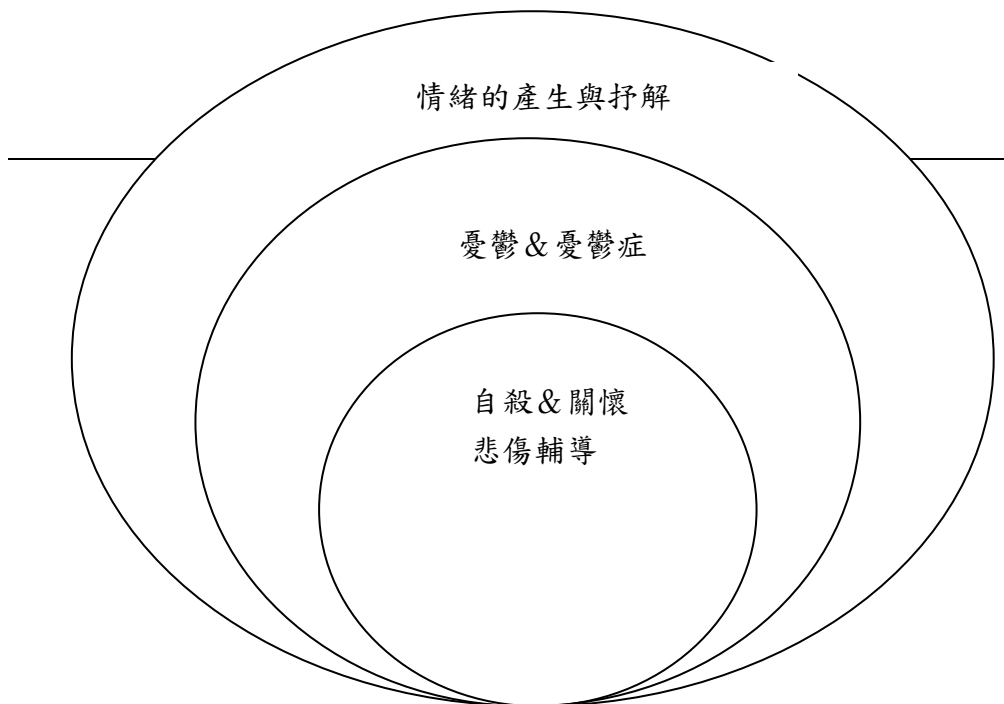 情緒的產生與抒解
憂鬱＆憂鬱症
自殺＆關懷
悲傷輔導